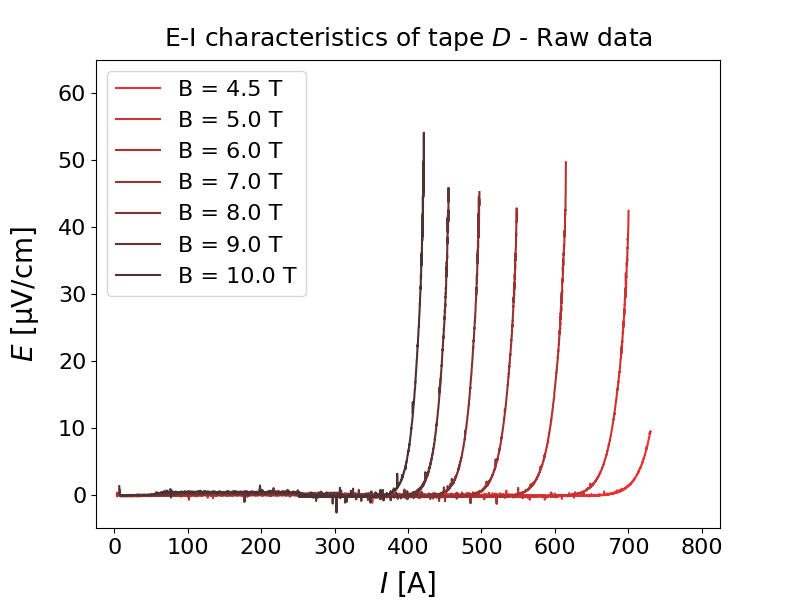 E-I characteristics of tape D - Raw data
B = 4.5 T
B = 5.0 T
B = 6.0 T
B = 7.0 T
B = 8.0 T
B = 9.0 T
B = 10.0 T
E [µV/cm]
60
50
40
30
20
10
0
0 100 200 300 400 500 600 700 800
I [A]